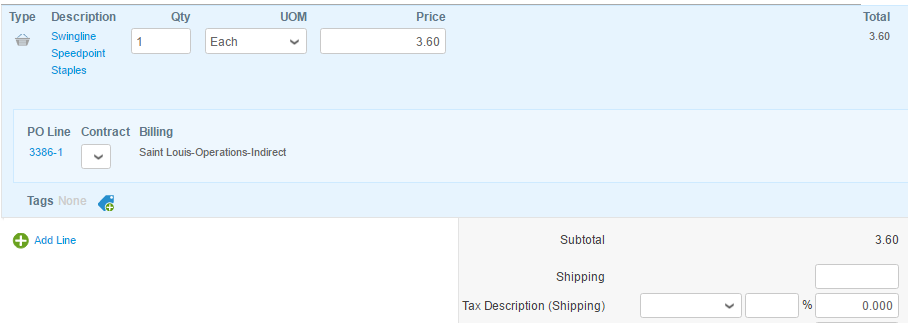 Type Description Qty UOM Price Total
Swingline Speedpoint Staples 1 Each 3.60 3.60
PO Line Contract Billing
3386-1 Saint Louis-Operations-Indirect
Tags None
Add Line
Subtotal 3.60
Shipping
Tax Description (Shipping) % 0.000